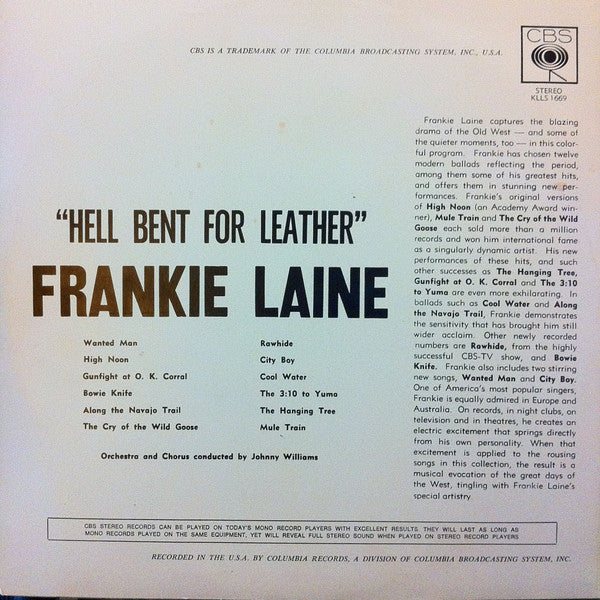 CBS IS A TRADEMARK OF THE COLUMBIA BROADCASTING SYSTEM, INC., U.S.A.
CBS
STEREO
KLLS 1669
Frankie Laine captures the blazing
drama of the Old West — and some of
the quieter moments, too — in this color-
ful program. Frankie has chosen twelve
modern ballads reflecting the period,
among them some of his greatest hits,
and offers them in stunning new per-
formances. Frankie's original versions
of High Noon (an Academy Award win-
ner), Mule Train and The Cry of the Wild
Goose each sold more than a million
records and won him international fame
as a singularly dynamic artist. His new
performances of these hits, and such
other successes as The Hanging Tree,
Gunfight at O. K. Corral and The 3:10
to Yuma are even more exhilarating. In
ballads such as Cool Water and Along
the Navajo Trail, Frankie demonstrates
the sensitivity that has brought him still
wider acclaim. Other newly recorded
numbers are Rawhide, from the highly
successful CBS-TV show, and Bowie
Knife. Frankie also includes two stirring
new songs, Wanted Man and City Boy.
One of America's most popular singers,
Frankie is equally admired in Europe and
Australia. On records, in night clubs, on
television and in theatres, he creates an
electric excitement that springs directly
from his own personality. When that
excitement is applied to the rousing
songs in this collection, the result is a
musical evocation of the great days of
the West, tingling with Frankie Laine's
special artistry.
"HELL BENT FOR LEATHER"
FRANKIE LAINE
Wanted Man
High Noon
Gunfight at O. K. Corral
Bowie Knife
Along the Navajo Trail
The Cry of the Wild Goose
Rawhide
City Boy
Cool Water
The 3:10 to Yuma
The Hanging Tree
Mule Train
Orchestra and Chorus conducted by Johnny Williams
CBS STEREO RECORDS CAN BE PLAYED ON TODAY'S MONO RECORD PLAYERS WITH EXCELLENT RESULTS. THEY WILL LAST AS LONG AS
MONO RECORDS PLAYED ON THE SAME EQUIPMENT, YET WILL REVEAL FULL STEREO SOUND WHEN PLAYED ON STEREO RECORD PLAYERS
RECORDED IN THE U.S.A. BY COLUMBIA RECORDS, A DIVISION OF COLUMBIA BROADCASTING SYSTEM, INC.